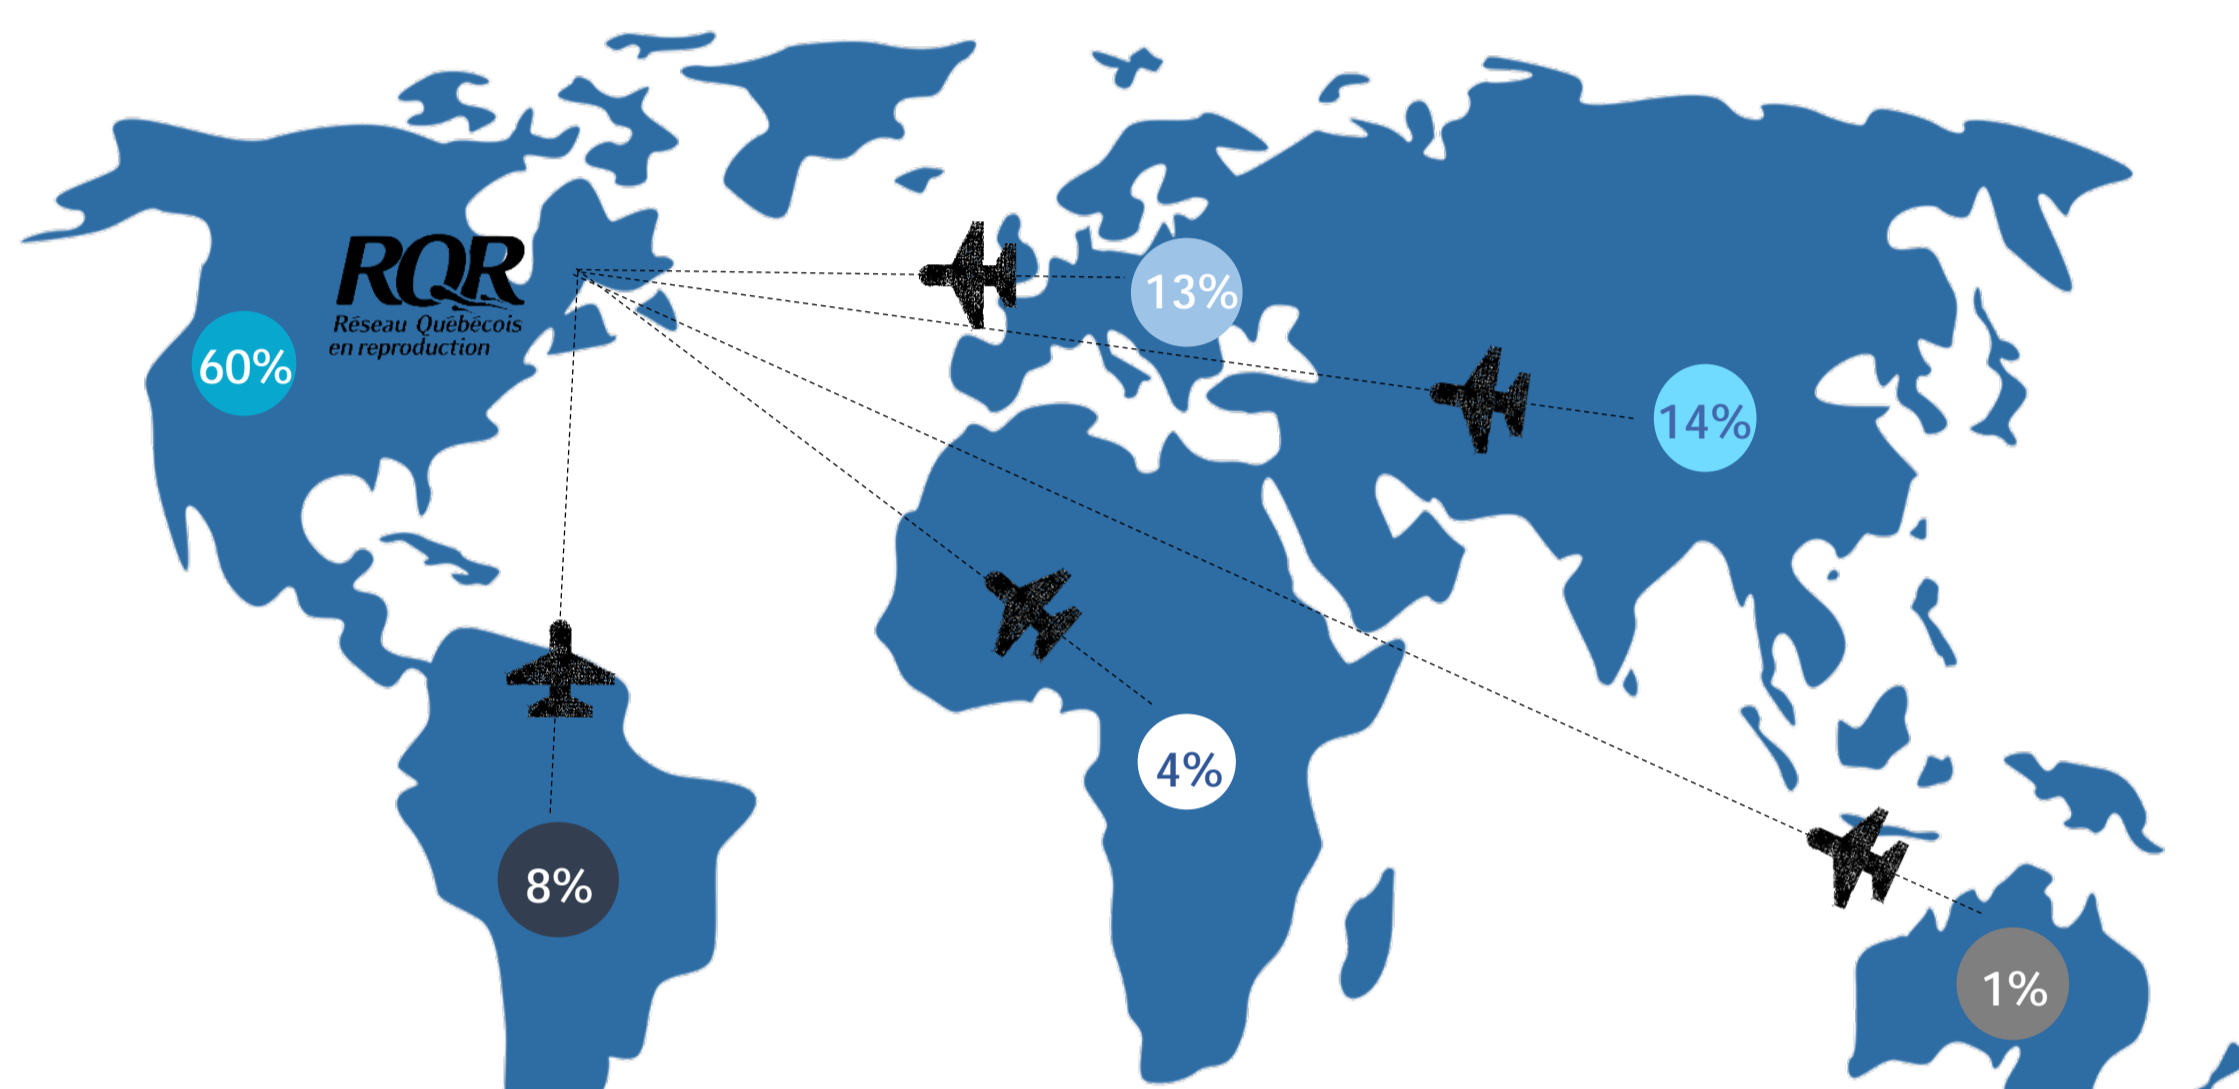 RQR
Réseau Québécois
en reproduction
60%
13%
14%
4%
8%
1%